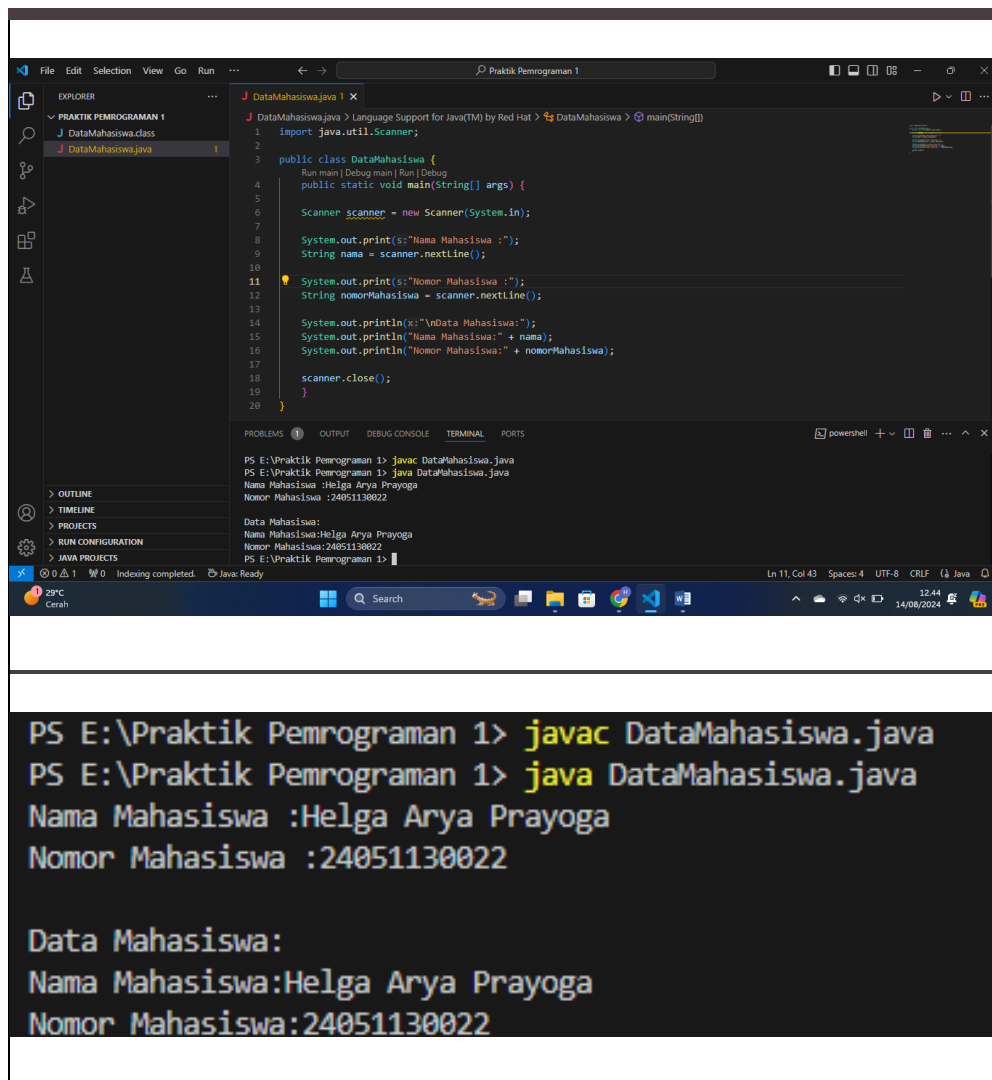 File Edit Selection View Go Run ··· Praktik Pemrograman 1
EXPLORER ···
PRAKTIK PEMROGRAMAN 1
J DataMahasiswa.class
J DataMahasiswa.java 1
J DataMahasiswa.java 1
J DataMahasiswa.java > Language Support for Java(TM) by Red Hat > DataMahasiswa > main(String[])
1 import java.util.Scanner;
2
3 public class DataMahasiswa {
Run main | Debug main | Run | Debug
4 public static void main(String[] args) {
5
6 Scanner scanner = new Scanner(System.in);
7
8 System.out.print(s:"Nama Mahasiswa :");
9 String nama = scanner.nextLine();
10
11 System.out.print(s:"Nomor Mahasiswa :");
12 String nomorMahasiswa = scanner.nextLine();
13
14 System.out.println(x:"\nData Mahasiswa:");
15 System.out.println("Nama Mahasiswa:" + nama);
16 System.out.println("Nomor Mahasiswa:" + nomorMahasiswa);
17
18 scanner.close();
19 }
20 }
PROBLEMS 1 OUTPUT DEBUG CONSOLE TERMINAL PORTS powershell
PS E:\Praktik Pemrograman 1> javac DataMahasiswa.java
PS E:\Praktik Pemrograman 1> java DataMahasiswa.java
Nama Mahasiswa :Helga Arya Prayoga
Nomor Mahasiswa :24051130022
Data Mahasiswa:
Nama Mahasiswa:Helga Arya Prayoga
Nomor Mahasiswa:24051130022
PS E:\Praktik Pemrograman 1>
> OUTLINE
> TIMELINE
> PROJECTS
> RUN CONFIGURATION
> JAVA PROJECTS
0 1 0 Indexing completed. Java: Ready Ln 11, Col 43 Spaces: 4 UTF-8 CRLF Java
1 29°C
Cerah
Search
12.44
14/08/2024
PS E:\Praktik Pemrograman 1> javac DataMahasiswa.java
PS E:\Praktik Pemrograman 1> java DataMahasiswa.java
Nama Mahasiswa :Helga Arya Prayoga
Nomor Mahasiswa :24051130022
Data Mahasiswa:
Nama Mahasiswa:Helga Arya Prayoga
Nomor Mahasiswa:24051130022